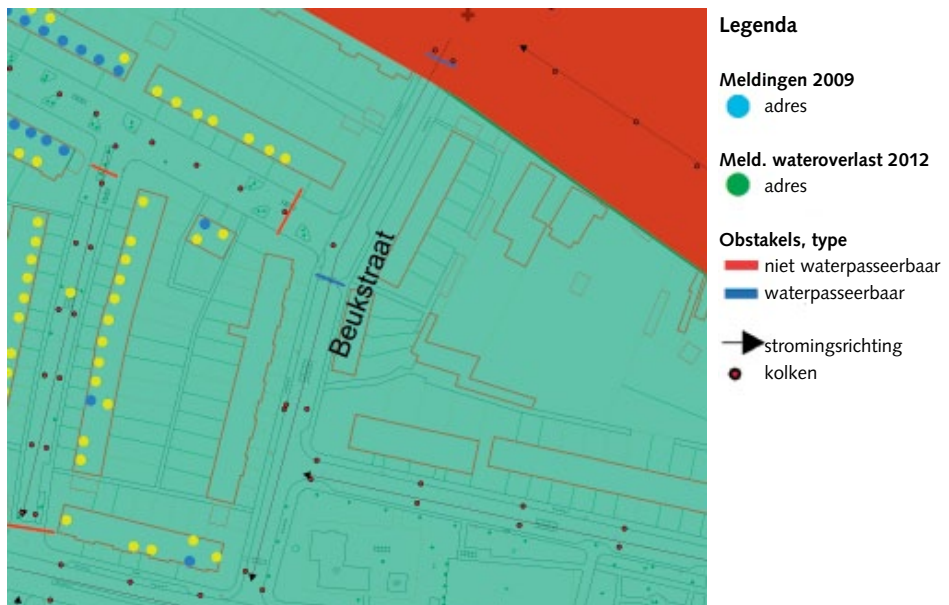 Beukstraat
Legenda
Meldingen 2009
adres
Meld. wateroverlast 2012
adres
Obstakels, type
niet waterpasseerbaar
waterpasseerbaar
stromingsrichting
kolken